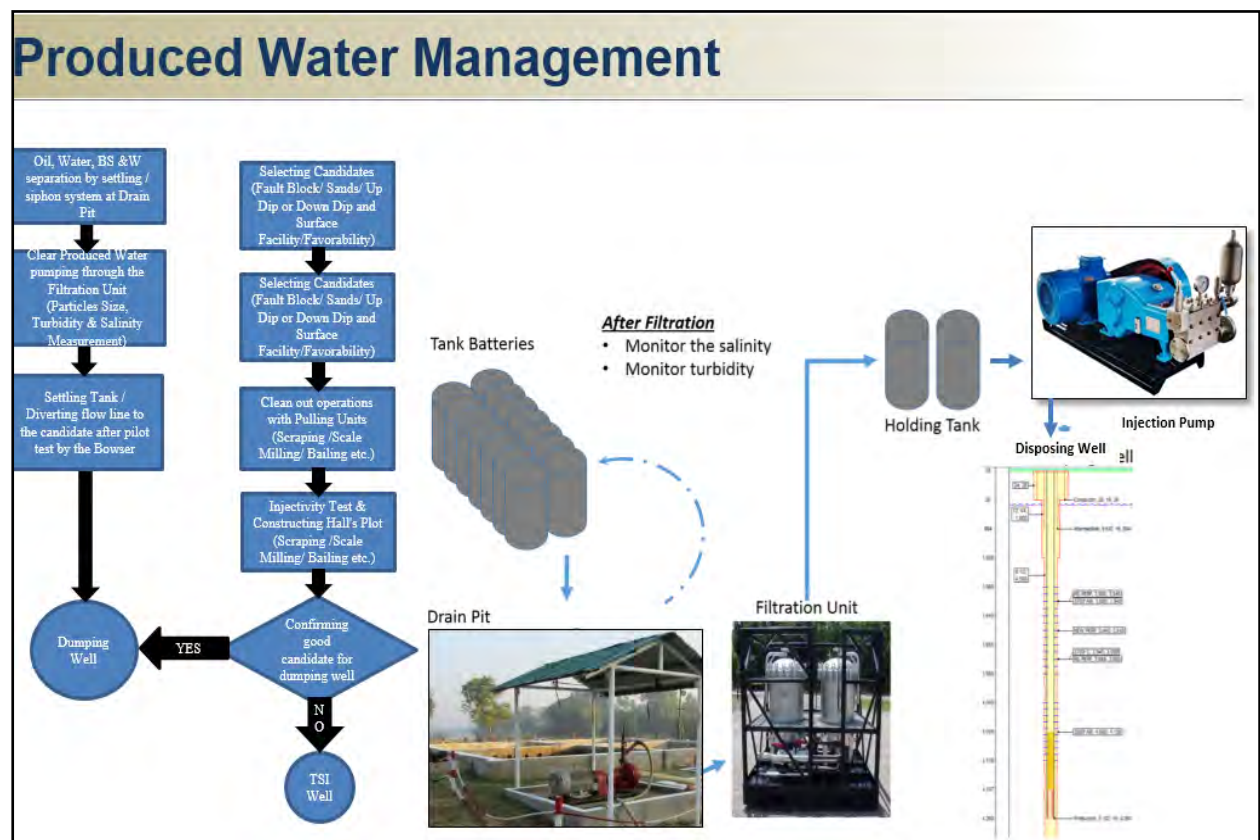 Produced Water Management
Oil, Water, BS &W
separation by settling /
siphon system at Drain
Pit
Clear Produced Water
pumping through the
Filtration Unit
(Particles Size,
Turbidity & Salinity
Measurement)
Settling Tank /
Diverting flow line to
the candidate after pilot
test by the Bowser
Dumping
Well
Selecting Candidates
(Fault Block/ Sands/ Up
Dip or Down Dip and
Surface
Facility/Favorability)
Selecting Candidates
(Fault Block/ Sands/ Up
Dip or Down Dip and
Surface
Facility/Favorability)
Clean out operations
with Pulling Units
(Scraping /Scale
Milling/ Bailing etc.)
Injectivity Test &
Constructing Hall's Plot
(Scraping /Scale
Milling/ Bailing etc.)
Confirming
good
candidate for
dumping well
YES
N
O
TSI
Well
Tank Batteries
After Filtration
• Monitor the salinity
• Monitor turbidity
Drain Pit
Filtration Unit
Holding Tank
Injection Pump
Disposing Well
ell